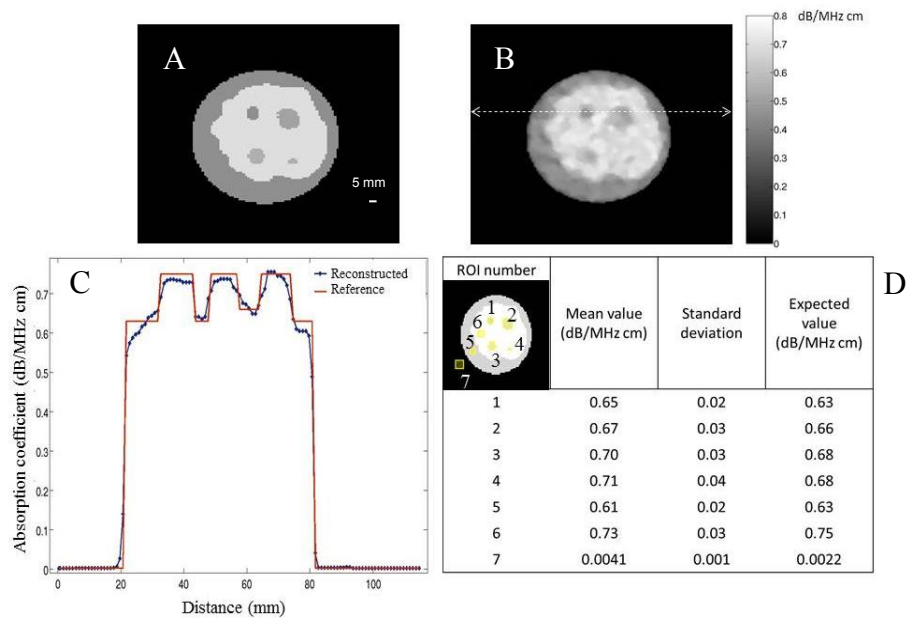 A
5 mm
B
dB/MHz cm
0.8
0.7
0.6
0.5
0.4
0.3
0.2
0.1
0
C
Reconstructed
Reference
Absorption coefficient (dB/MHz cm)
0.7
0.6
0.5
0.4
0.3
0.2
0.1
0
0 20 40 60 80 100
Distance (mm)
D
ROI number
Mean value
(dB/MHz cm)
Standard
deviation
Expected
value
(dB/MHz cm)
1
2
6
5
4
3
7
1 0.65 0.02 0.63
2 0.67 0.03 0.66
3 0.70 0.03 0.68
4 0.71 0.04 0.68
5 0.61 0.02 0.63
6 0.73 0.03 0.75
7 0.0041 0.001 0.0022